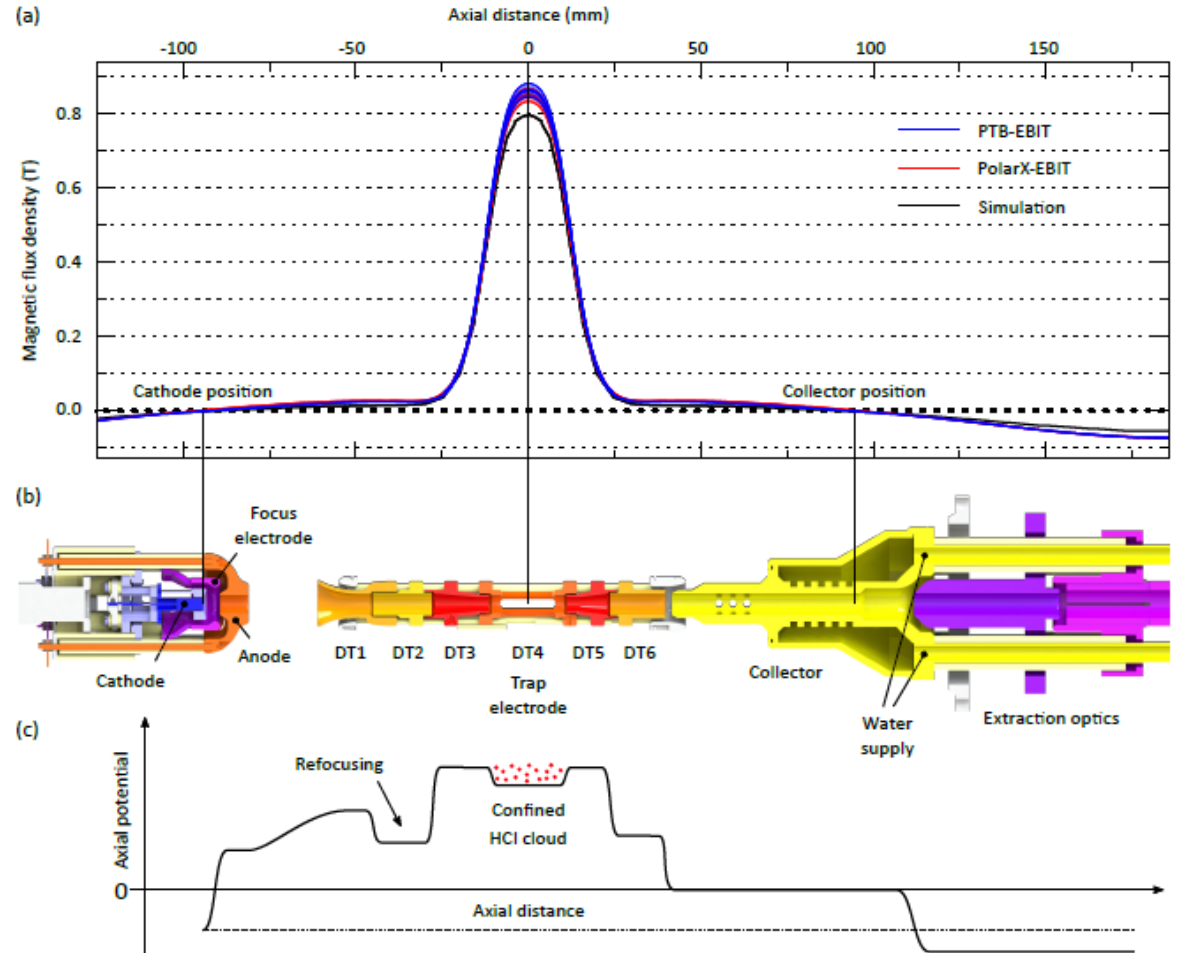 (a)
Axial distance (mm)
-100 -50 0 50 100 150
Magnetic flux density (T)
0.8
0.6
0.4
0.2
0.0
PTB-EBIT
PolarX-EBIT
Simulation
Cathode position
Collector position
(b)
Focus
electrode
Cathode
Anode
DT1 DT2 DT3 DT4 DT5 DT6
Trap
electrode
Collector
Water
supply
Extraction optics
(c)
Axial potential
Refocusing
Confined
HCI cloud
0
Axial distance